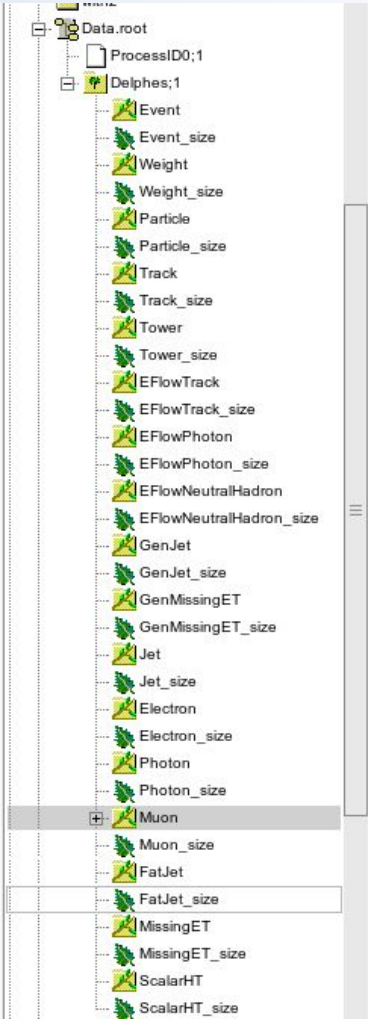 Data.root
ProcessID0;1
Delphes;1
Event
Event_size
Weight
Weight_size
Particle
Particle_size
Track
Track_size
Tower
Tower_size
EFlowTrack
EFlowTrack_size
EFlowPhoton
EFlowPhoton_size
EFlowNeutralHadron
EFlowNeutralHadron_size
GenJet
GenJet_size
GenMissingET
GenMissingET_size
Jet
Jet_size
Electron
Electron_size
Photon
Photon_size
Muon
Muon_size
FatJet
FatJet_size
MissingET
MissingET_size
ScalarHT
ScalarHT_size